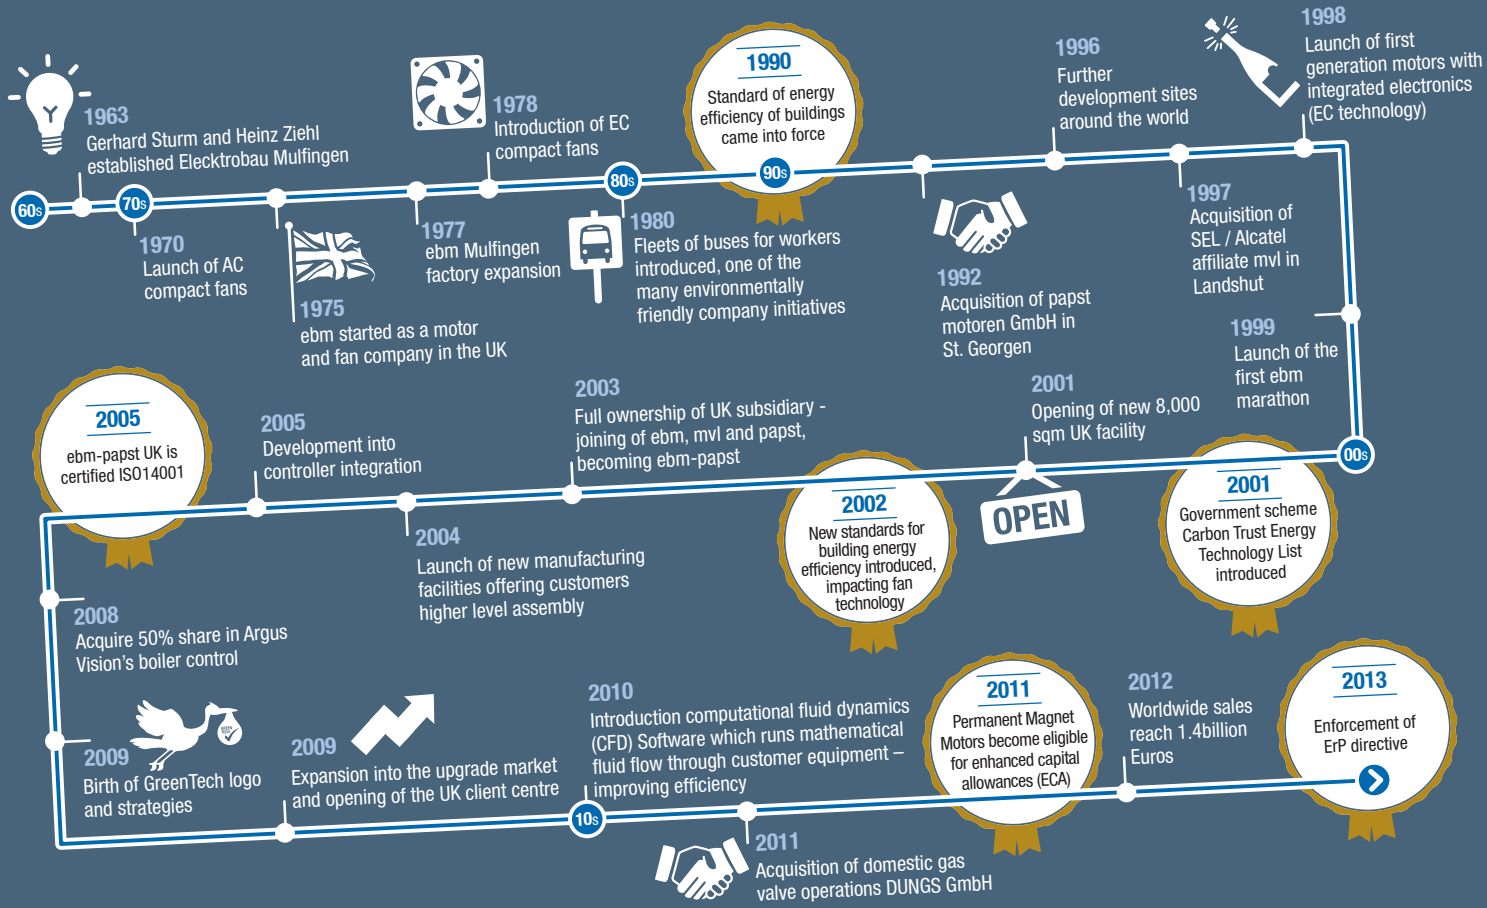 60s
1963
Gerhard Sturm and Heinz Ziehl
established Elecktrobau Mulfingen
70s
1970
Launch of AC
compact fans
1975
ebm started as a motor
and fan company in the UK
1977
ebm Mulfingen
factory expansion
1978
Introduction of EC
compact fans
80s
1980
Fleets of buses for workers
introduced, one of the
many environmentally
friendly company initiatives
1990
Standard of energy
efficiency of buildings
came into force
90s
1992
Acquisition of papst
motoren GmbH in
St. Georgen
1996
Further
development sites
around the world
1997
Acquisition of
SEL / Alcatel
affiliate mvl in
Landshut
1998
Launch of first
generation motors with
integrated electronics
(EC technology)
1999
Launch of the
first ebm
marathon
00s
2001
Government scheme
Carbon Trust Energy
Technology List
introduced
2001
Opening of new 8,000
sqm UK facility
OPEN
2002
New standards for
building energy
efficiency introduced,
impacting fan
technology
2003
Full ownership of UK subsidiary -
joining of ebm, mvl and papst,
becoming ebm-papst
2004
Launch of new manufacturing
facilities offering customers
higher level assembly
2005
Development into
controller integration
2005
ebm-papst UK is
certified ISO14001
2008
Acquire 50% share in Argus
Vision's boiler control
2009
Birth of GreenTech logo
and strategies
2009
Expansion into the upgrade market
and opening of the UK client centre
10s
2010
Introduction computational fluid dynamics
(CFD) Software which runs mathematical
fluid flow through customer equipment –
improving efficiency
2011
Acquisition of domestic gas
valve operations DUNGS GmbH
2011
Permanent Magnet
Motors become eligible
for enhanced capital
allowances (ECA)
2012
Worldwide sales
reach 1.4billion
Euros
2013
Enforcement of
ErP directive